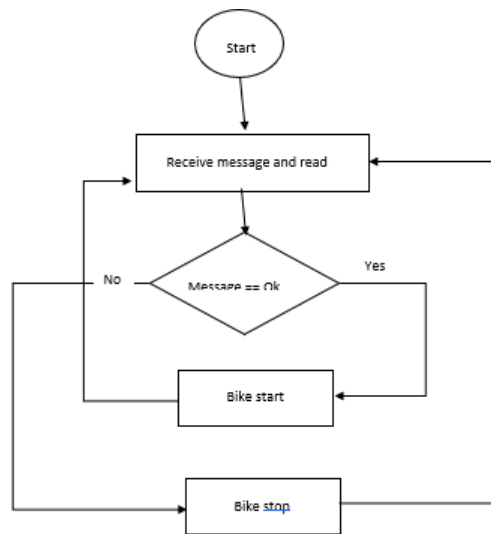 Start
Receive message and read
Message == Ok
No
Yes
Bike start
Bike stop